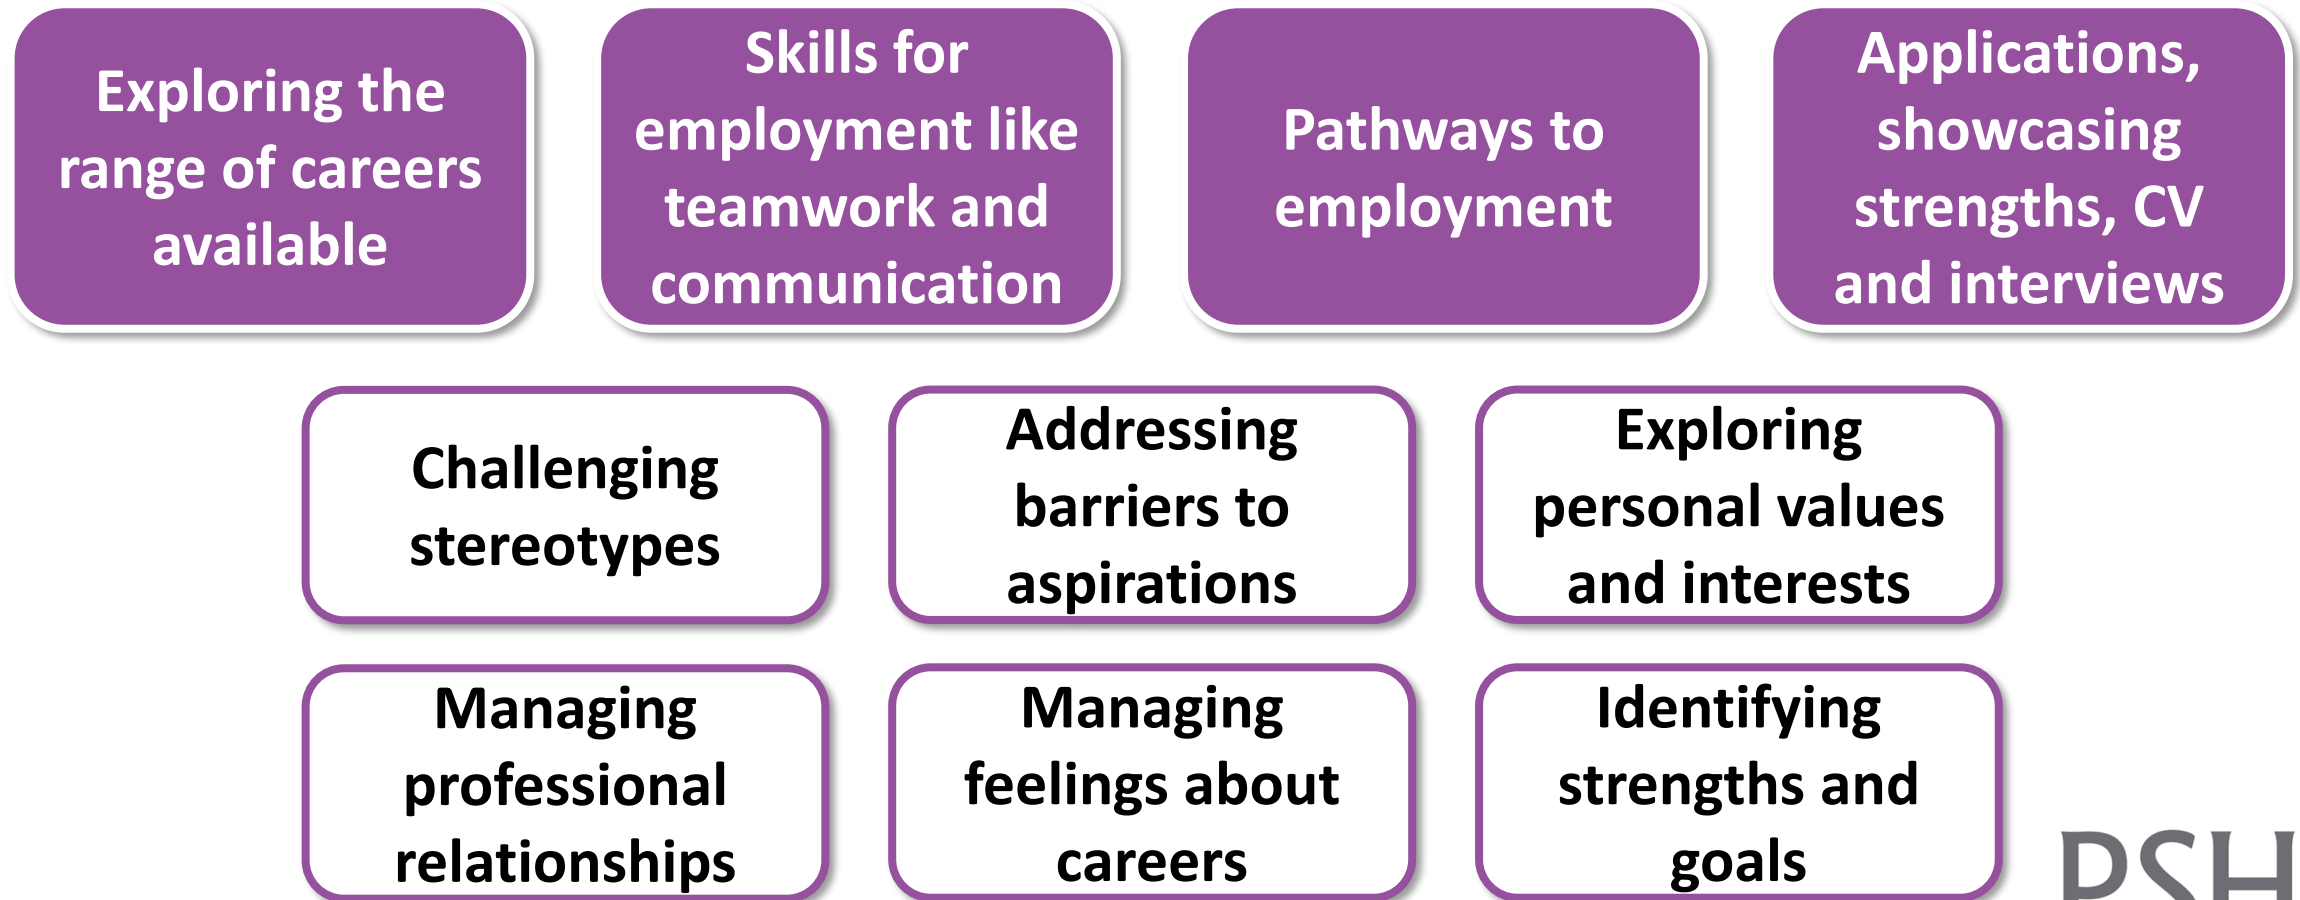 Exploring the
range of careers
available
Skills for
employment like
teamwork and
communication
Pathways to
employment
Applications,
showcasing
strengths, CV
and interviews
Challenging
stereotypes
Addressing
barriers to
aspirations
Exploring
personal values
and interests
Managing
professional
relationships
Managing
feelings about
careers
Identifying
strengths and
goals
PSH